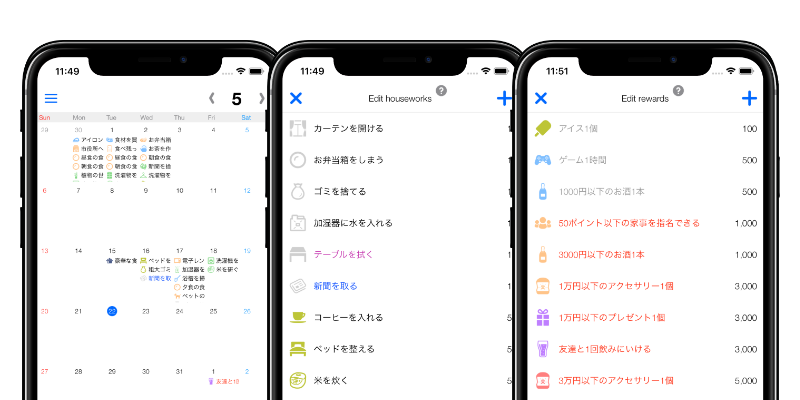 11:49
5
Sun Mon Tue Wed Thu Fri Sat
29 30 1 2 3 4 5
アイコン 食材を買 お弁当箱
市役所へ 食べ残っ お茶を作
昼食の食 昼食の食 朝食の食
朝食の食 朝食の食
植物の世 洗濯物を 洗濯物を
6 7 8 9 10 11 12
13 14 15 16 17 18 19
豪華な食 ベッドを 電子レン 洗濯機を
粗大ゴミ 加湿器を 米を研ぐ
新聞を取 浴槽を掃
夕食の食
ペットの
20 21 22 23 24 25 26
27 28 29 30 31 1 2
友達と1回
11:49
Edit houseworks
?
カーテンを開ける
お弁当箱をしまう
ゴミを捨てる
加湿器に水を入れる
テーブルを拭く
新聞を取る
コーヒーを入れる
ベッドを整える
米を炊く
11:51
Edit rewards
?
アイス1個 100
ゲーム1時間 500
1000円以下のお酒1本 500
50ポイント以下の家事を指名できる 1,000
3000円以下のお酒1本 1,000
1万円以下のアクセサリー1個 3,000
1万円以下のプレゼント1個 3,000
友達と1回飲みにいける 3,000
3万円以下のアクセサリー1個 5,000